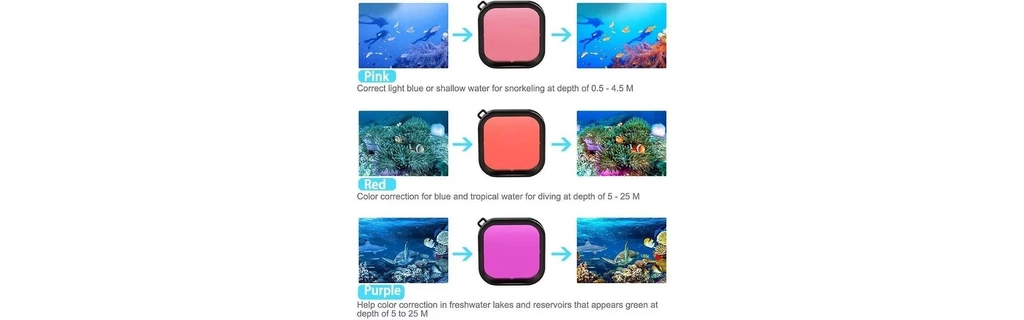 Pink
Correct light blue or shallow water for snorkeling at depth of 0.5 - 4.5 M
Red
Color correction for blue and tropical water for diving at depth of 5 - 25 M
Purple
Help color correction in freshwater lakes and reservoirs that appears green at
depth of 5 to 25 M